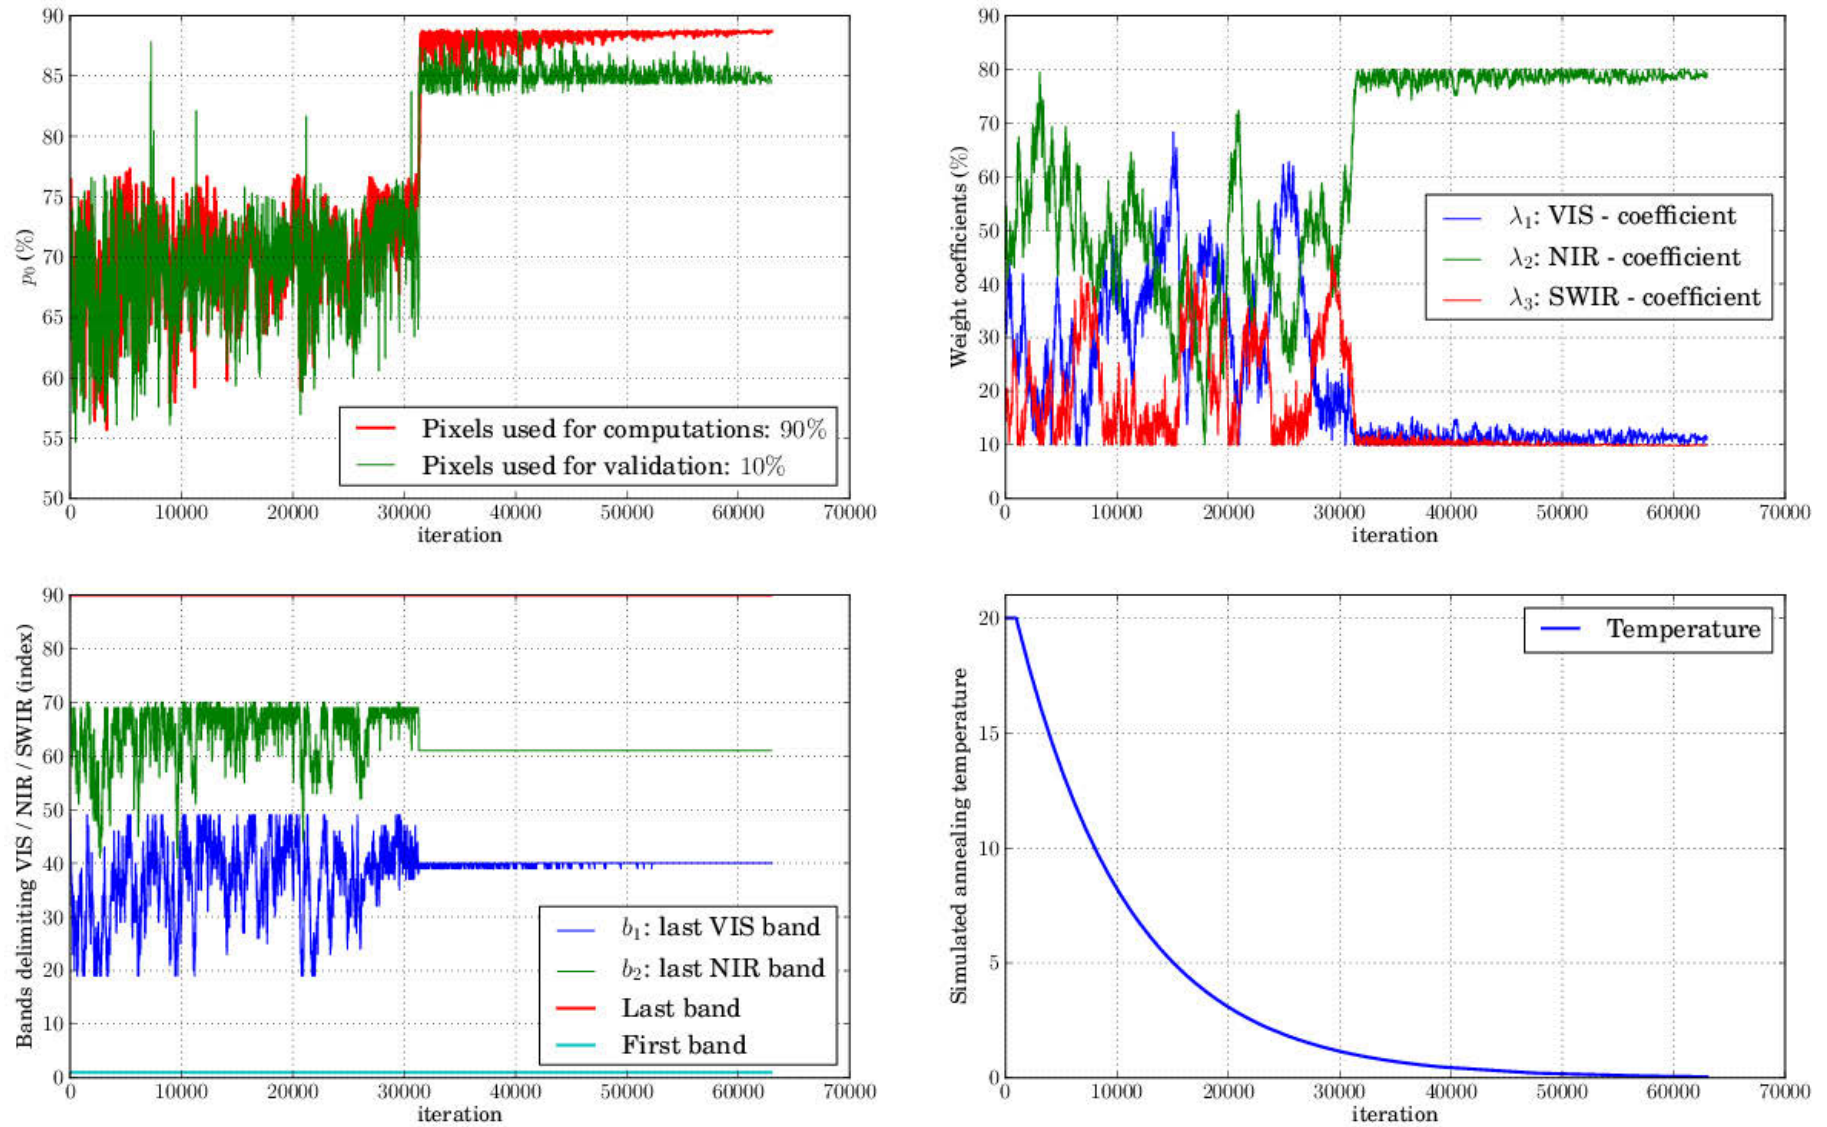 90
85
80
75
70
65
60
55
50
p₀ (%)
Pixels used for computations: 90%
Pixels used for validation: 10%
0 10000 20000 30000 40000 50000 60000 70000
iteration
90
80
70
60
50
40
30
20
10
0
Weight coefficients (%)
λ₁: VIS - coefficient
λ₂: NIR - coefficient
λ₃: SWIR - coefficient
0 10000 20000 30000 40000 50000 60000 70000
iteration
90
80
70
60
50
40
30
20
10
0
Bands delimiting VIS / NIR / SWIR (index)
b₁: last VIS band
b₂: last NIR band
Last band
First band
0 10000 20000 30000 40000 50000 60000 70000
iteration
20
15
10
5
0
Simulated annealing temperature
Temperature
0 10000 20000 30000 40000 50000 60000 70000
iteration